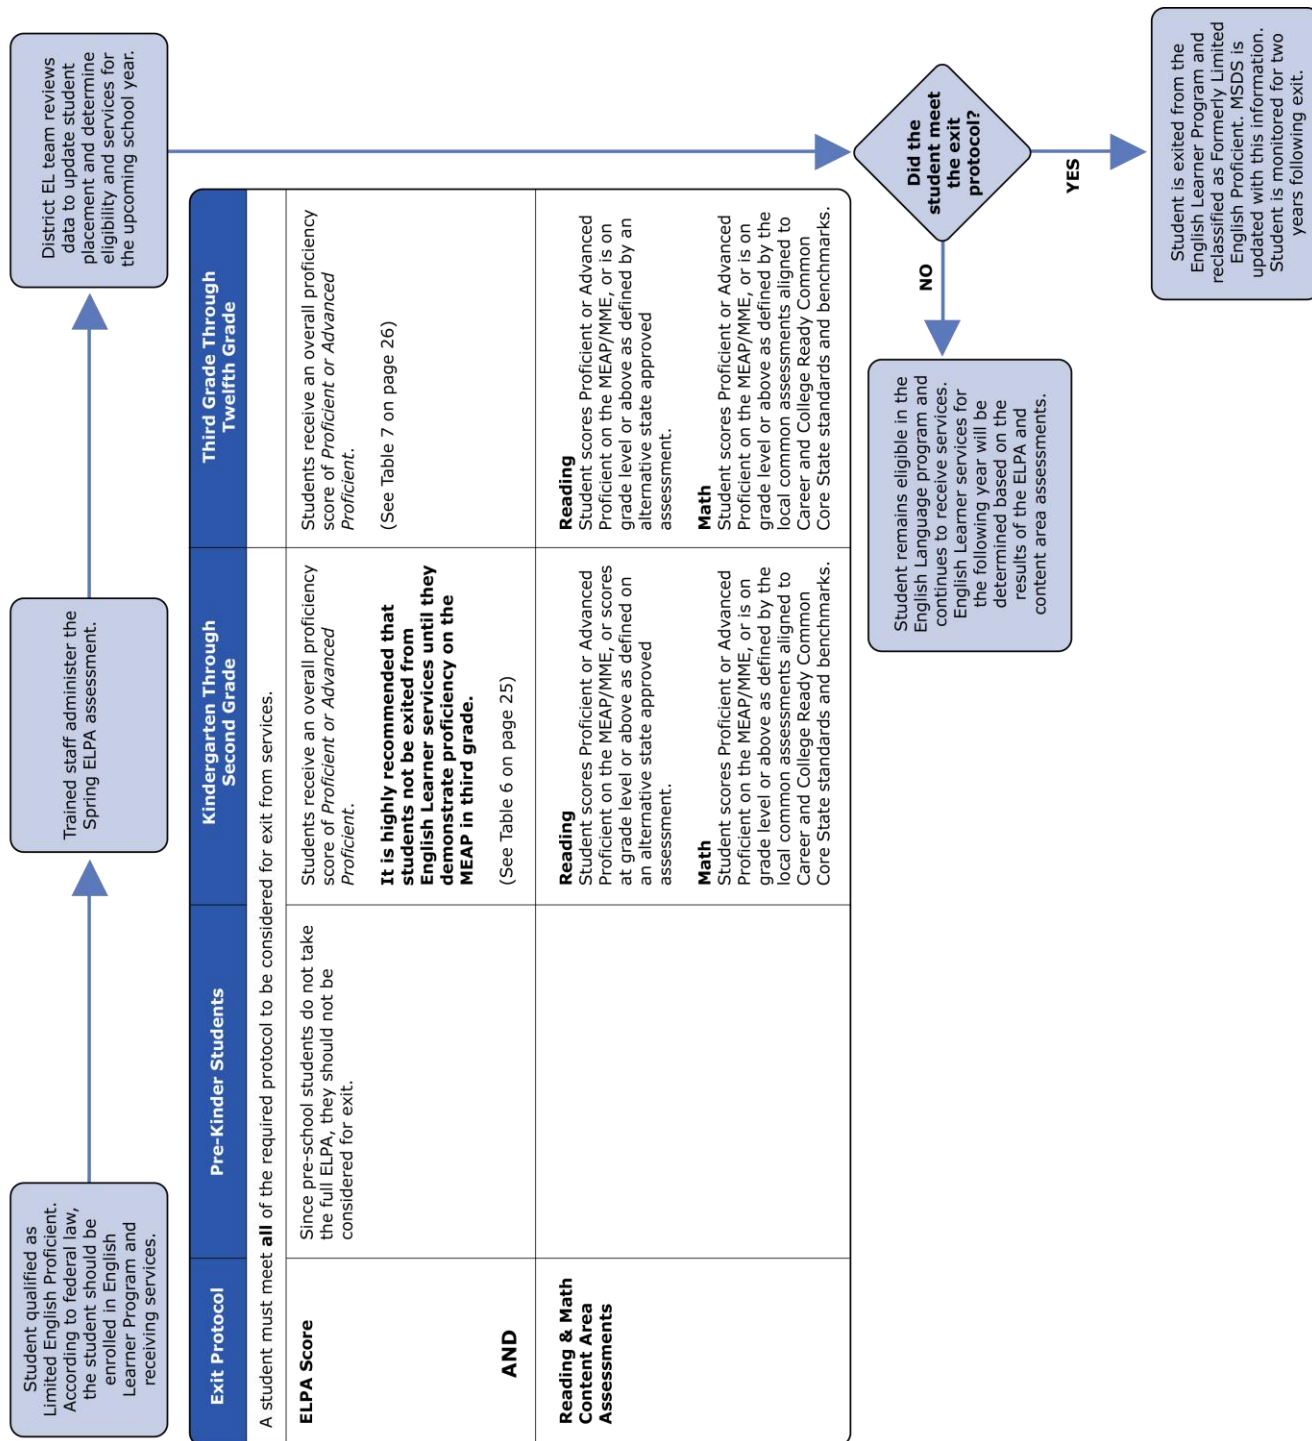 Student qualified as
Limited English Proficient.
According to federal law,
the student should be
enrolled in English
Learner Program and
receiving services.
Trained staff administer the
Spring ELPA assessment.
District EL team reviews
data to update student
placement and determine
eligibility and services for
the upcoming school year.
Exit Protocol
Pre-Kinder Students
Kindergarten Through
Second Grade
Third Grade Through
Twelfth Grade
A student must meet all of the required protocol to be considered for exit from services.
ELPA Score
AND
Since pre-school students do not take
the full ELPA, they should not be
considered for exit.
Students receive an overall proficiency
score of Proficient or Advanced
Proficient.
It is highly recommended that
students not be exited from
English Learner services until they
demonstrate proficiency on the
MEAP in third grade.
(See Table 6 on page 25)
Students receive an overall proficiency
score of Proficient or Advanced
Proficient.
(See Table 7 on page 26)
Reading & Math
Content Area
Assessments
Reading
Student scores Proficient or Advanced
Proficient on the MEAP/MME, or scores
at grade level or above as defined on
an alternative state approved
assessment.
Math
Student scores Proficient or Advanced
Proficient on the MEAP/MME, or is on
grade level or above as defined by the
local common assessments aligned to
Career and College Ready Common
Core State standards and benchmarks.
Reading
Student scores Proficient or Advanced
Proficient on the MEAP/MME, or is on
grade level or above as defined by an
alternative state approved
assessment.
Math
Student scores Proficient or Advanced
Proficient on the MEAP/MME, or is on
grade level or above as defined by the
local common assessments aligned to
Career and College Ready Common
Core State standards and benchmarks.
Did the
student meet
the exit
protocol?
NO
YES
Student remains eligible in the
English Language program and
continues to receive services.
English Learner services for
the following year will be
determined based on the
results of the ELPA and
content area assessments.
Student is exited from the
English Learner Program and
reclassified as Formerly Limited
English Proficient. MSDS is
updated with this information.
Student is monitored for two
years following exit.